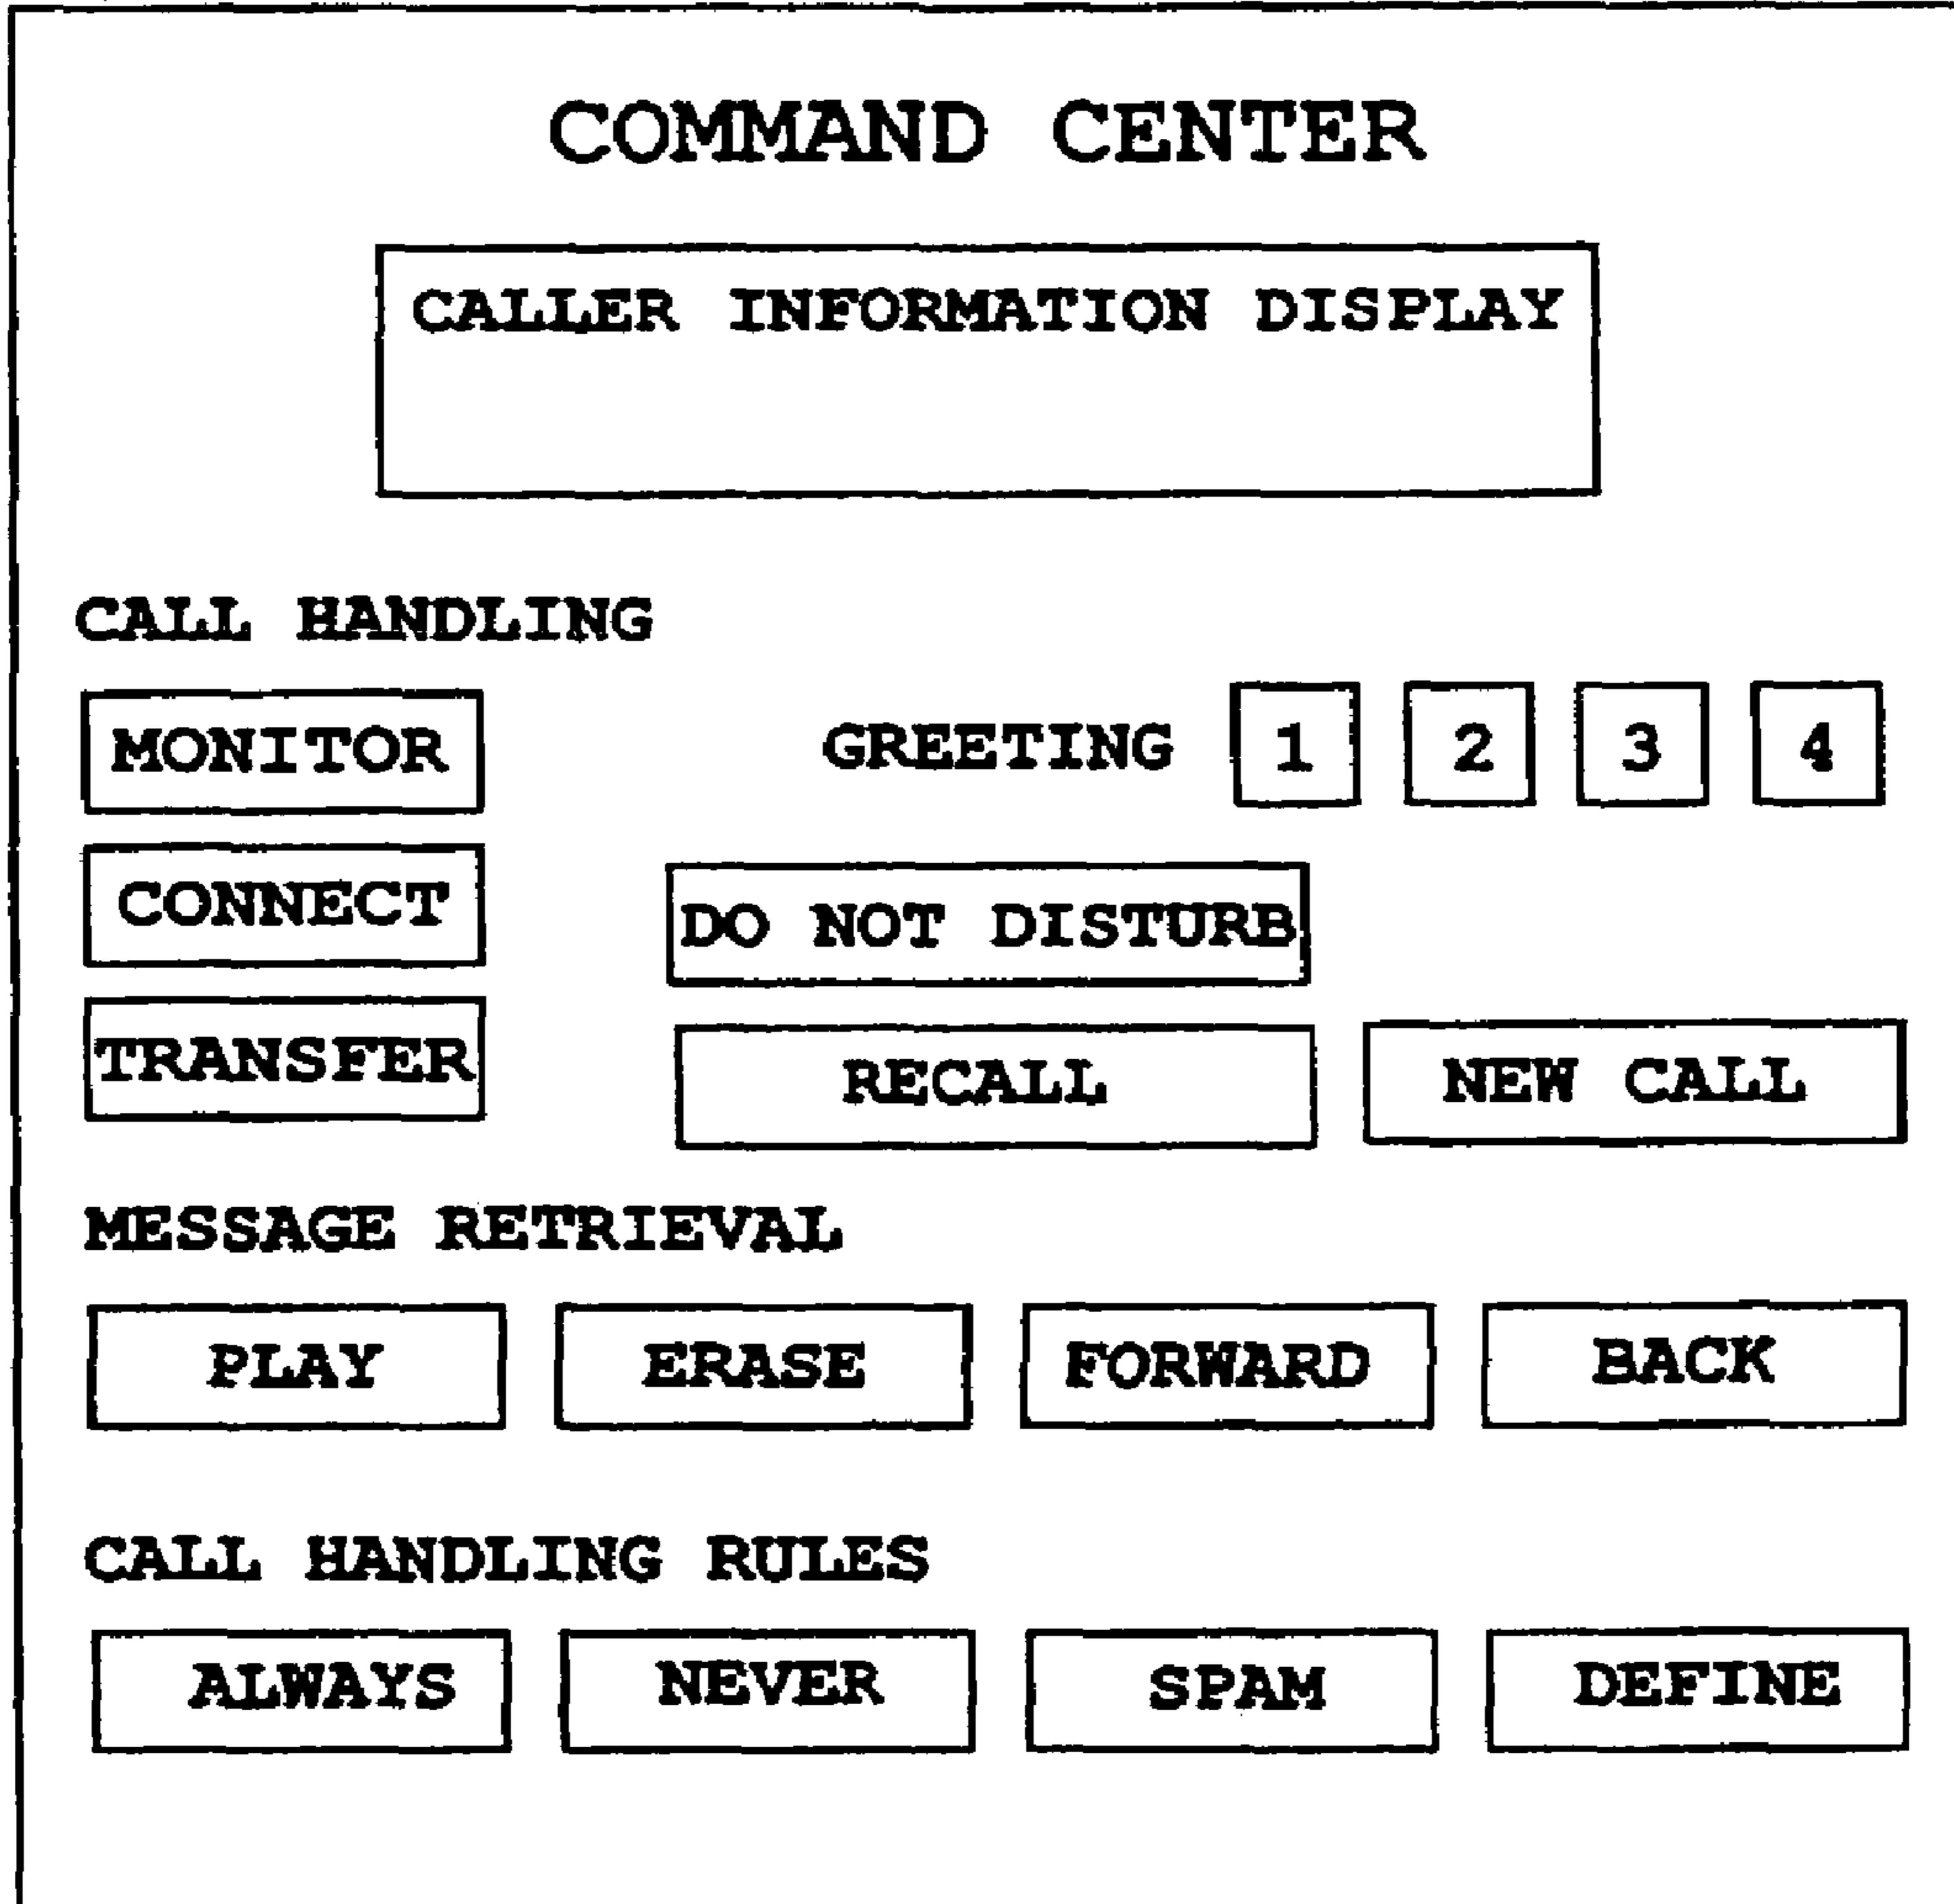 COMMAND CENTER
CALLER INFORMATION DISPLAY
CALL HANDLING
MONITOR GREETING 1 2 3 4
CONNECT DO NOT DISTURB
TRANSFER RECALL NEW CALL
MESSAGE RETRIEVAL
PLAY ERASE FORWARD BACK
CALL HANDLING RULES
ALWAYS NEVER SPAM DEFINE